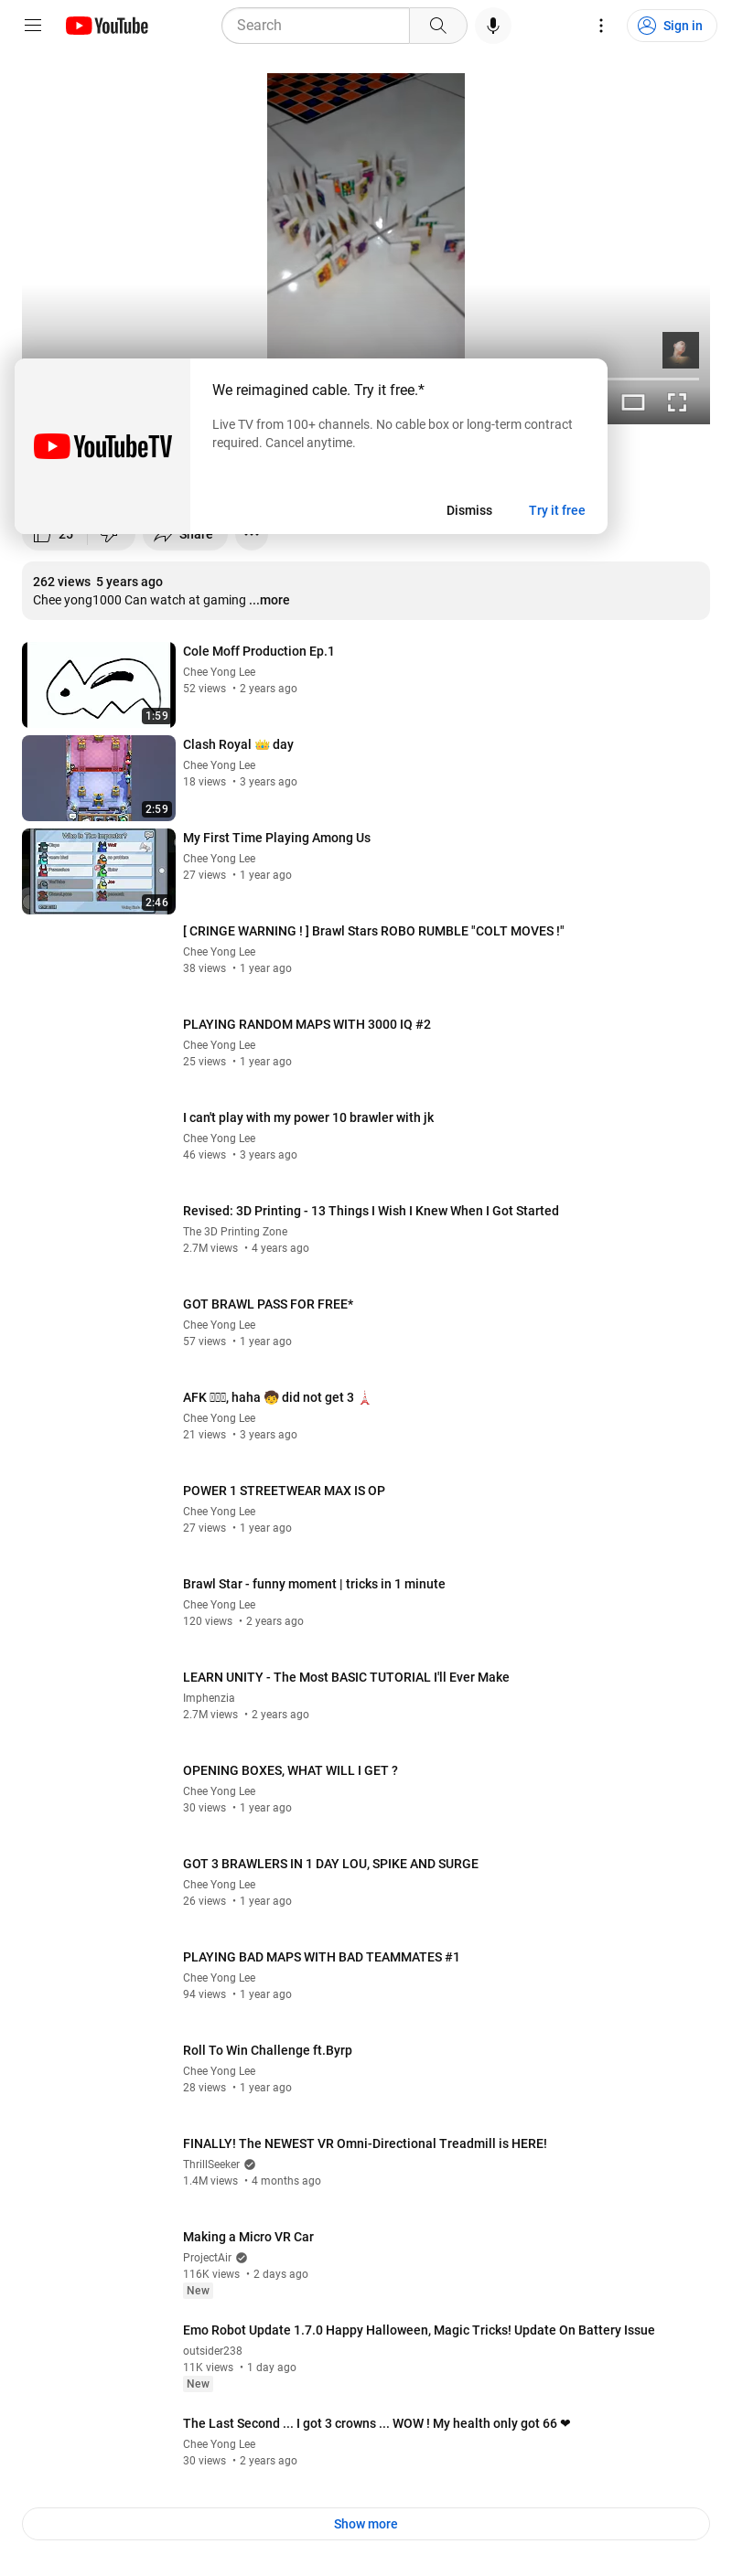 YouTube
Search
Sign in
We reimagined cable. Try it free.*
Live TV from 100+ channels. No cable box or long-term contract
required. Cancel anytime.
YouTubeTV
Dismiss
Try it free
25
Share
262 views 5 years ago
Chee yong1000 Can watch at gaming ...more
Cole Moff Production Ep.1
Chee Yong Lee
52 views • 2 years ago
1:59
Clash Royal 👑 day
Chee Yong Lee
18 views • 3 years ago
2:59
Who Is The Impostor?
My First Time Playing Among Us
Chee Yong Lee
27 views • 1 year ago
2:46
[ CRINGE WARNING ! ] Brawl Stars ROBO RUMBLE "COLT MOVES !"
Chee Yong Lee
38 views • 1 year ago
PLAYING RANDOM MAPS WITH 3000 IQ #2
Chee Yong Lee
25 views • 1 year ago
I can't play with my power 10 brawler with jk
Chee Yong Lee
46 views • 3 years ago
Revised: 3D Printing - 13 Things I Wish I Knew When I Got Started
The 3D Printing Zone
2.7M views • 4 years ago
GOT BRAWL PASS FOR FREE*
Chee Yong Lee
57 views • 1 year ago
AFK , haha 🧒 did not get 3 🗼
Chee Yong Lee
21 views • 3 years ago
POWER 1 STREETWEAR MAX IS OP
Chee Yong Lee
27 views • 1 year ago
Brawl Star - funny moment | tricks in 1 minute
Chee Yong Lee
120 views • 2 years ago
LEARN UNITY - The Most BASIC TUTORIAL I'll Ever Make
Imphenzia
2.7M views • 2 years ago
OPENING BOXES, WHAT WILL I GET ?
Chee Yong Lee
30 views • 1 year ago
GOT 3 BRAWLERS IN 1 DAY LOU, SPIKE AND SURGE
Chee Yong Lee
26 views • 1 year ago
PLAYING BAD MAPS WITH BAD TEAMMATES #1
Chee Yong Lee
94 views • 1 year ago
Roll To Win Challenge ft.Byrp
Chee Yong Lee
28 views • 1 year ago
FINALLY! The NEWEST VR Omni-Directional Treadmill is HERE!
ThrillSeeker
1.4M views • 4 months ago
Making a Micro VR Car
ProjectAir
116K views • 2 days ago
New
Emo Robot Update 1.7.0 Happy Halloween, Magic Tricks! Update On Battery Issue
outsider238
11K views • 1 day ago
New
The Last Second ... I got 3 crowns ... WOW ! My health only got 66 ❤
Chee Yong Lee
30 views • 2 years ago
Show more